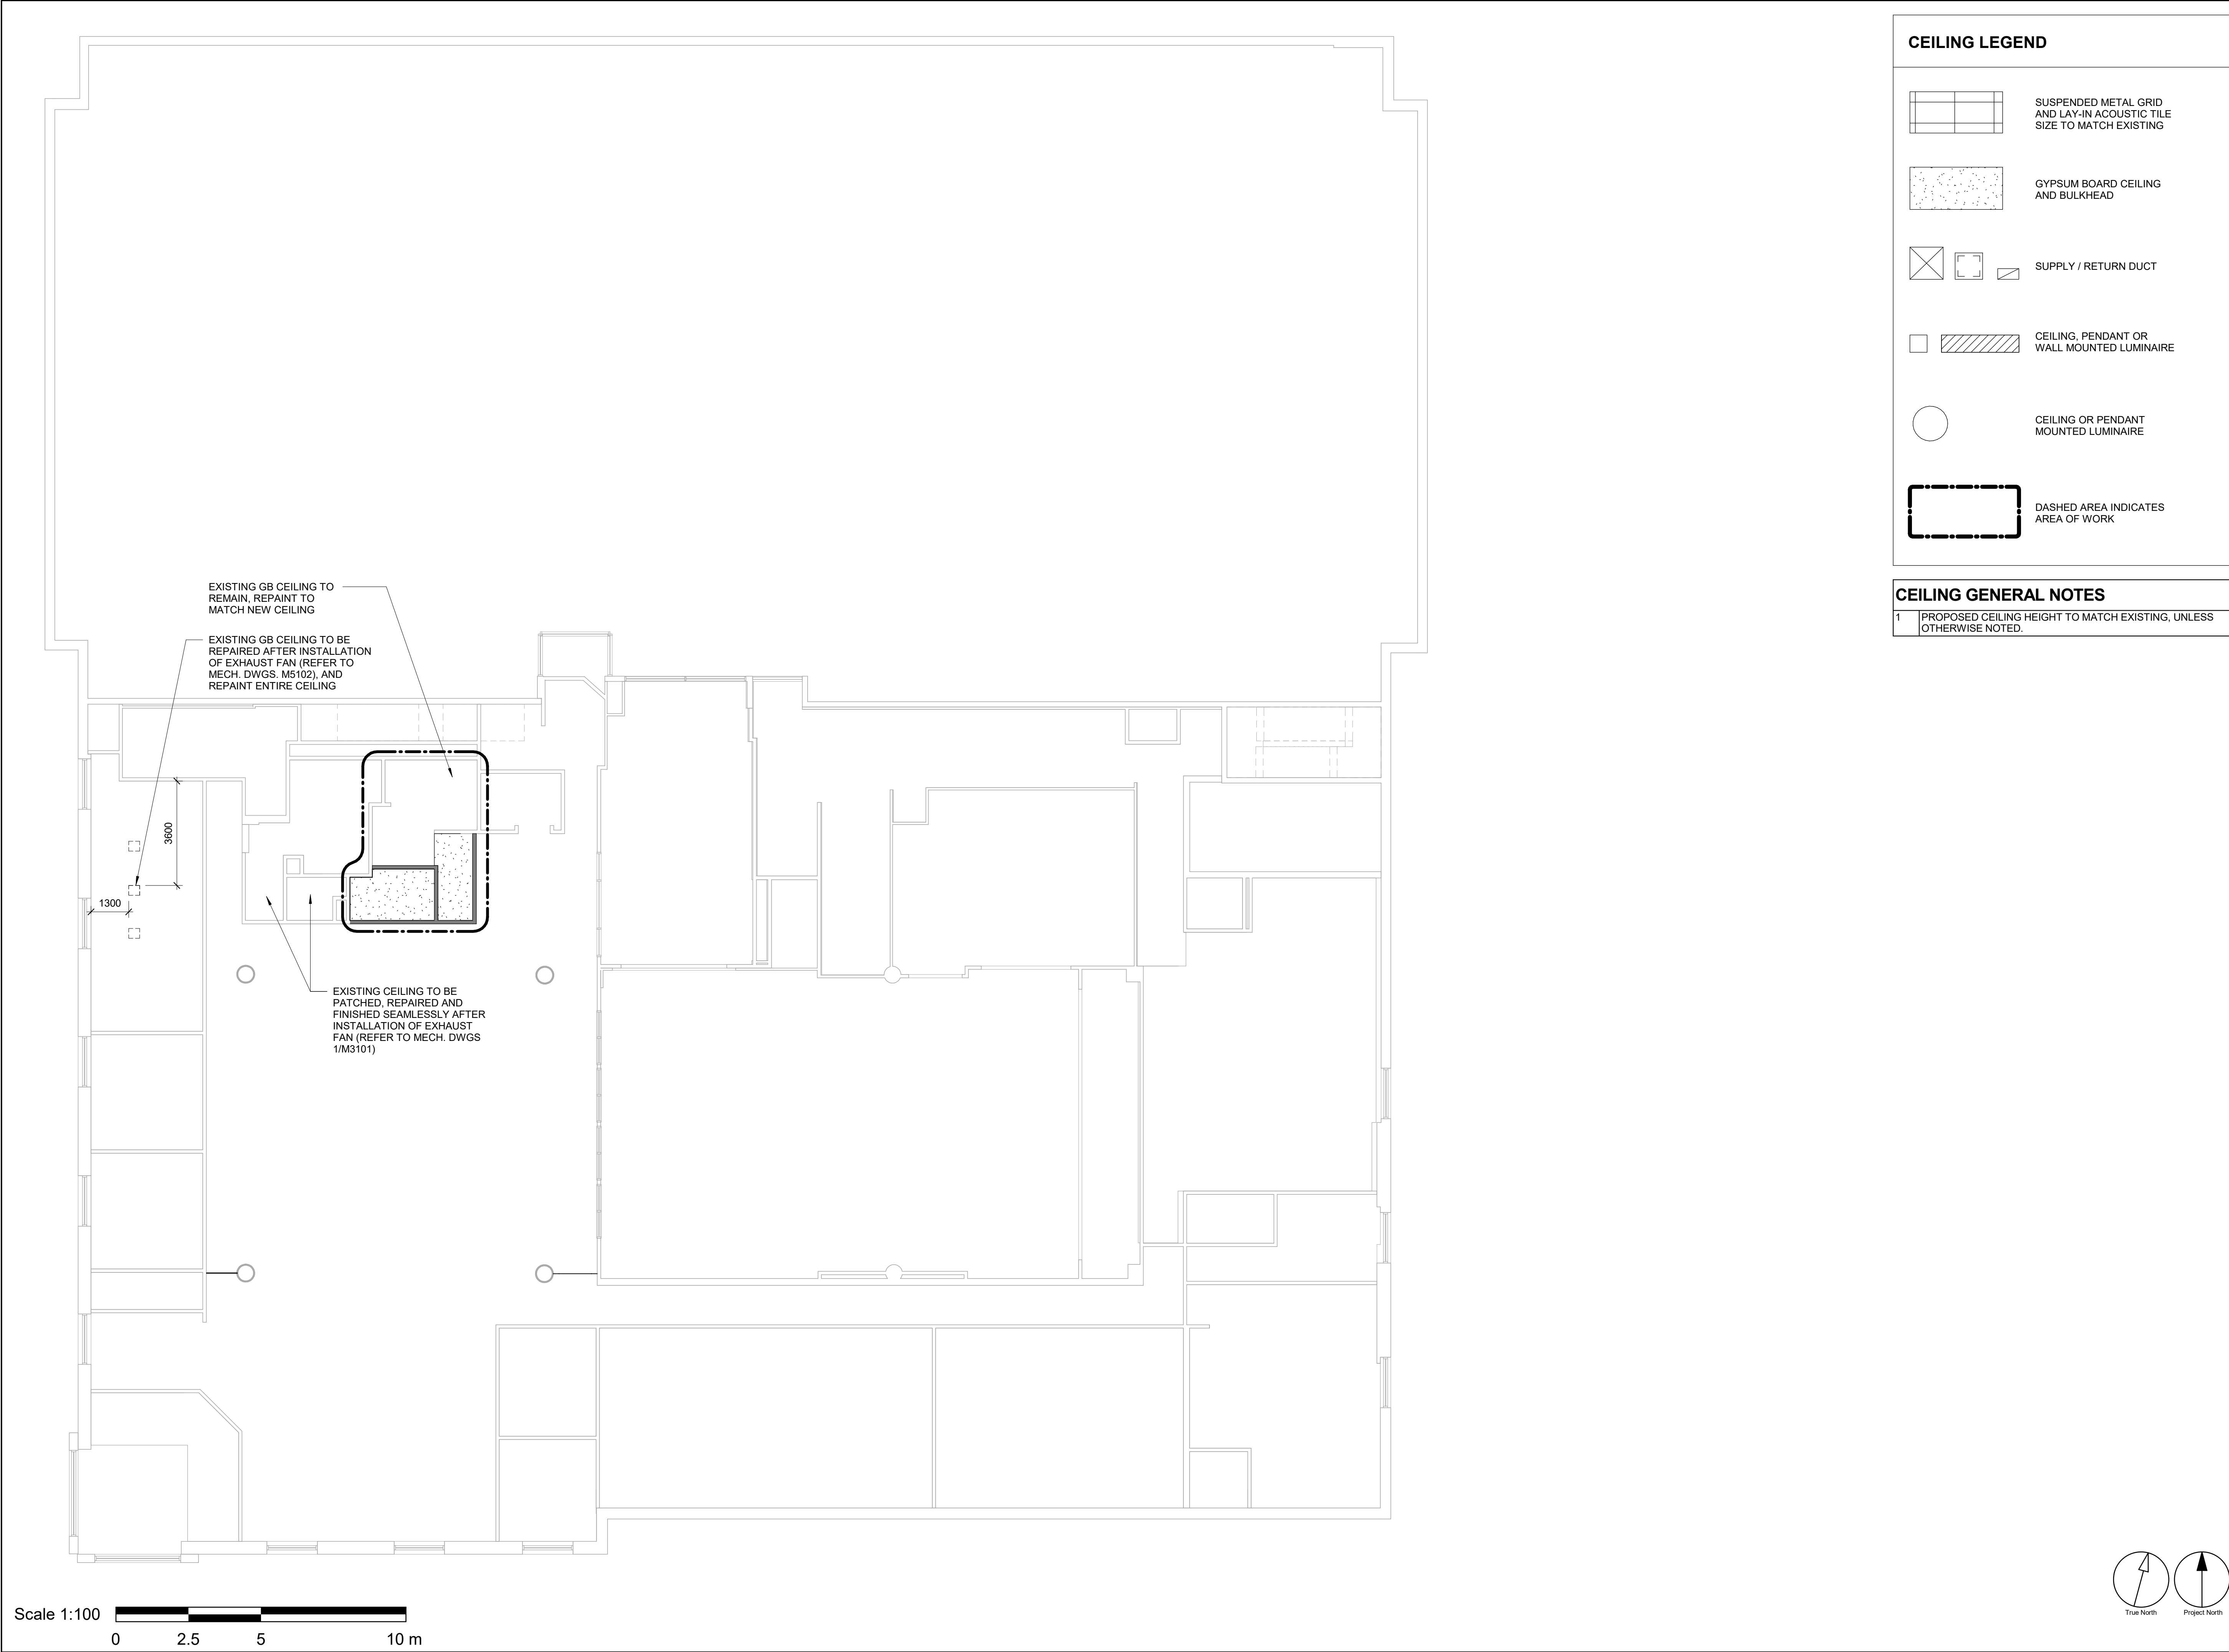 CEILING LEGEND
SUSPENDED METAL GRID
AND LAY-IN ACOUSTIC TILE
SIZE TO MATCH EXISTING
GYPSUM BOARD CEILING
AND BULKHEAD
SUPPLY / RETURN DUCT
CEILING, PENDANT OR
WALL MOUNTED LUMINAIRE
CEILING OR PENDANT
MOUNTED LUMINAIRE
DASHED AREA INDICATES
AREA OF WORK
CEILING GENERAL NOTES
1 PROPOSED CEILING HEIGHT TO MATCH EXISTING, UNLESS
OTHERWISE NOTED.
EXISTING GB CEILING TO
REMAIN, REPAINT TO
MATCH NEW CEILING
EXISTING GB CEILING TO BE
REPAIRED AFTER INSTALLATION
OF EXHAUST FAN (REFER TO
MECH. DWGS. M5102), AND
REPAINT ENTIRE CEILING
3600
1300
EXISTING CEILING TO BE
PATCHED, REPAIRED AND
FINISHED SEAMLESSLY AFTER
INSTALLATION OF EXHAUST
FAN (REFER TO MECH. DWGS
1/M3101)
Scale 1:100
0 2.5 5 10 m
True North
Project North